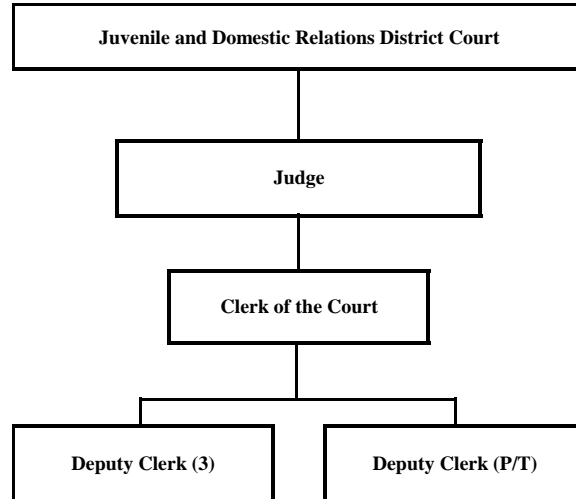 Juvenile and Domestic Relations District Court
Judge
Clerk of the Court
Deputy Clerk (3)
Deputy Clerk (P/T)